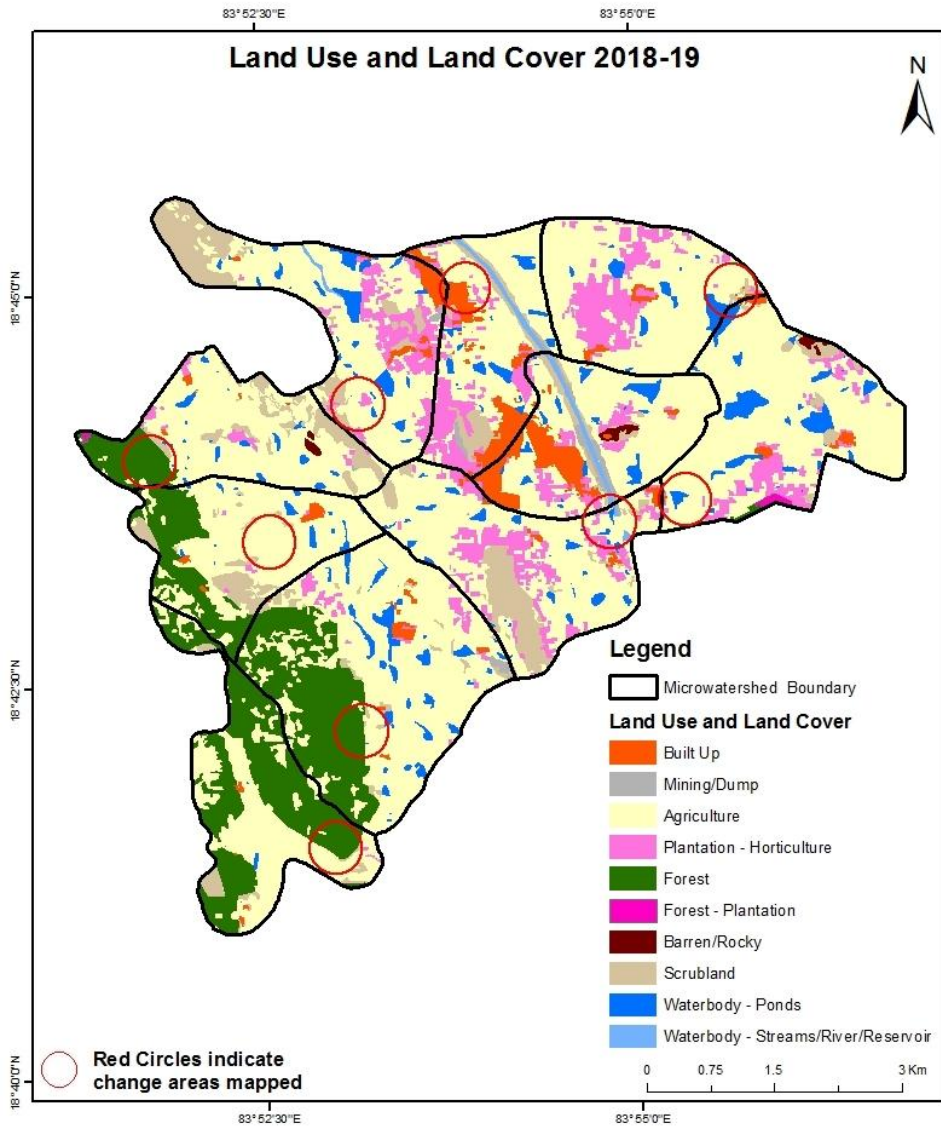 83°52'30"E 83°55'0"E
Land Use and Land Cover 2018-19
N
18°45'0"N
18°42'30"N
18°40'0"N
Legend
Microwatershed Boundary
Land Use and Land Cover
Built Up
Mining/Dump
Agriculture
Plantation - Horticulture
Forest
Forest - Plantation
Barren/Rocky
Scrubland
Waterbody - Ponds
Waterbody - Streams/River/Reservoir
Red Circles indicate
change areas mapped
0 0.75 1.5 3 Km
83°52'30"E 83°55'0"E